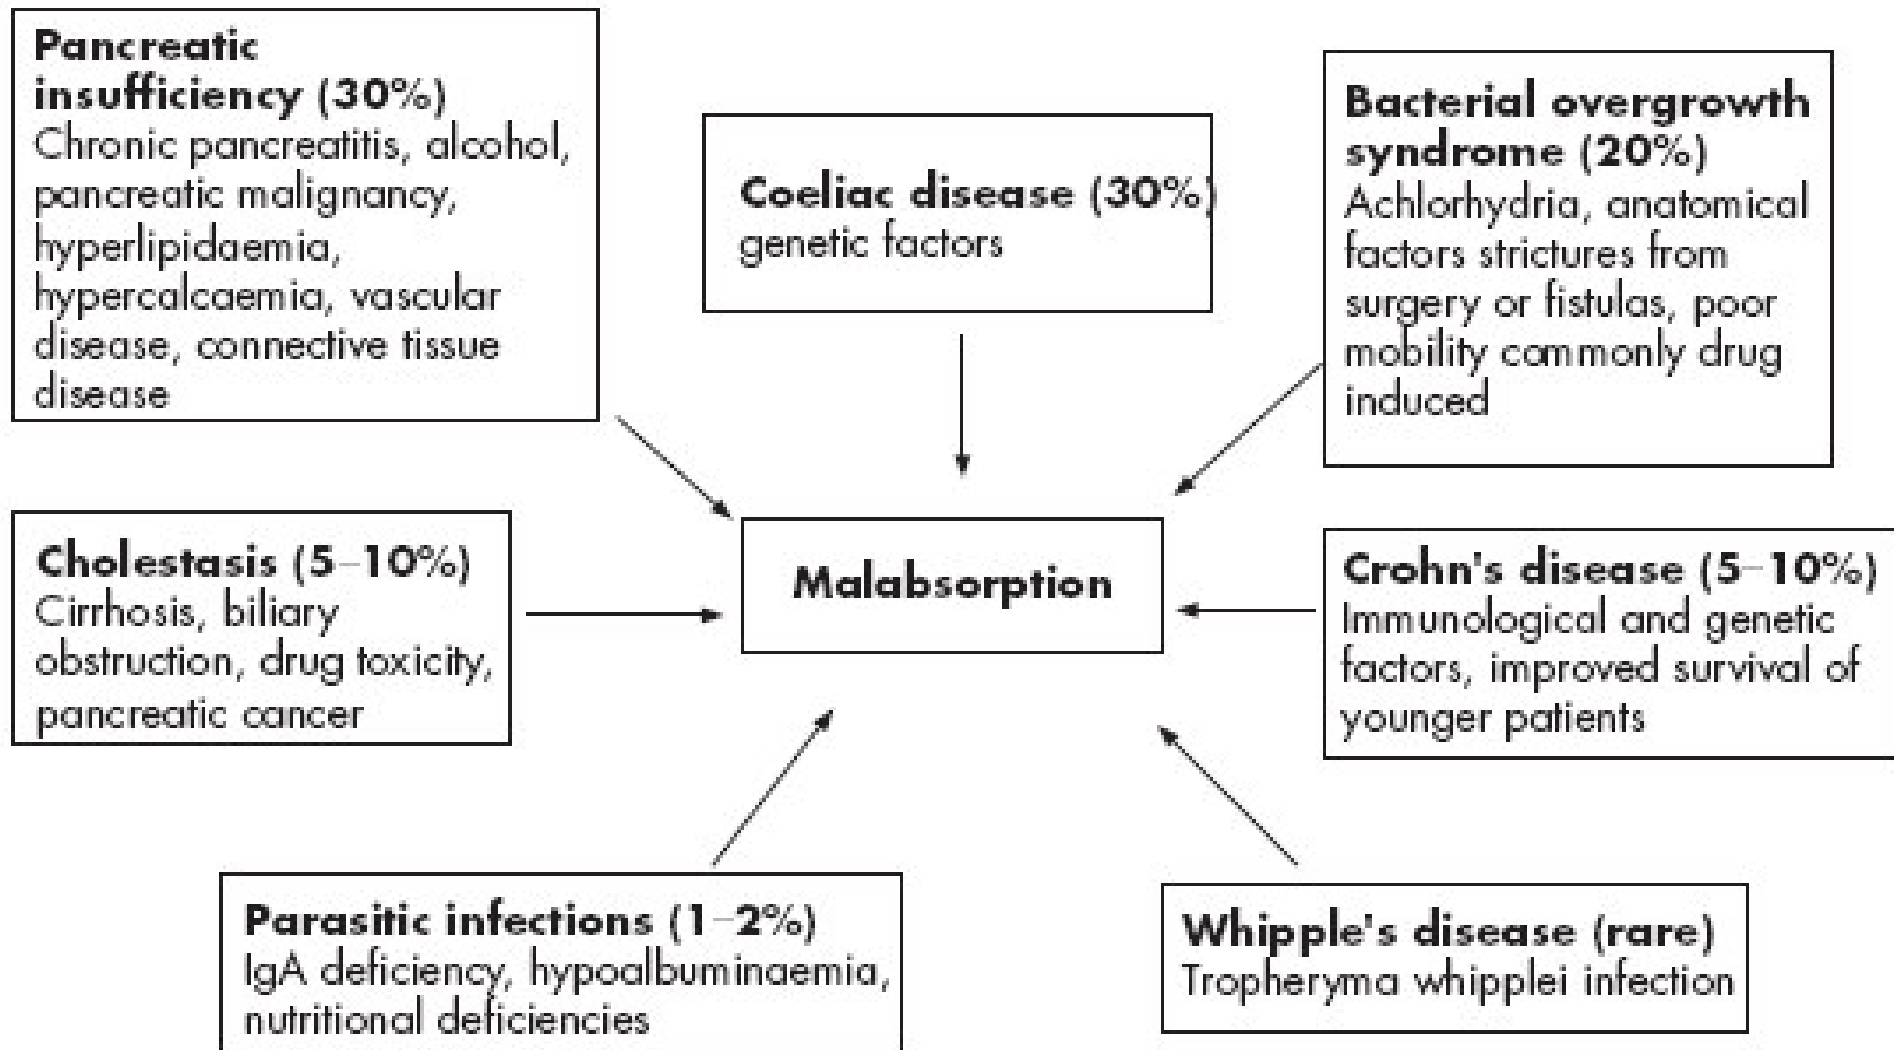 Pancreatic
insufficiency (30%)
Chronic pancreatitis, alcohol,
pancreatic malignancy,
hyperlipidaemia,
hypercalcaemia, vascular
disease, connective tissue
disease
Coeliac disease (30%)
genetic factors
Bacterial overgrowth
syndrome (20%)
Achlorhydria, anatomical
factors strictures from
surgery or fistulas, poor
mobility commonly drug
induced
Cholestasis (5–10%)
Cirrhosis, biliary
obstruction, drug toxicity,
pancreatic cancer
Malabsorption
Crohn's disease (5–10%)
Immunological and genetic
factors, improved survival of
younger patients
Parasitic infections (1–2%)
IgA deficiency, hypoalbuminaemia,
nutritional deficiencies
Whipple's disease (rare)
Tropheryma whipplei infection